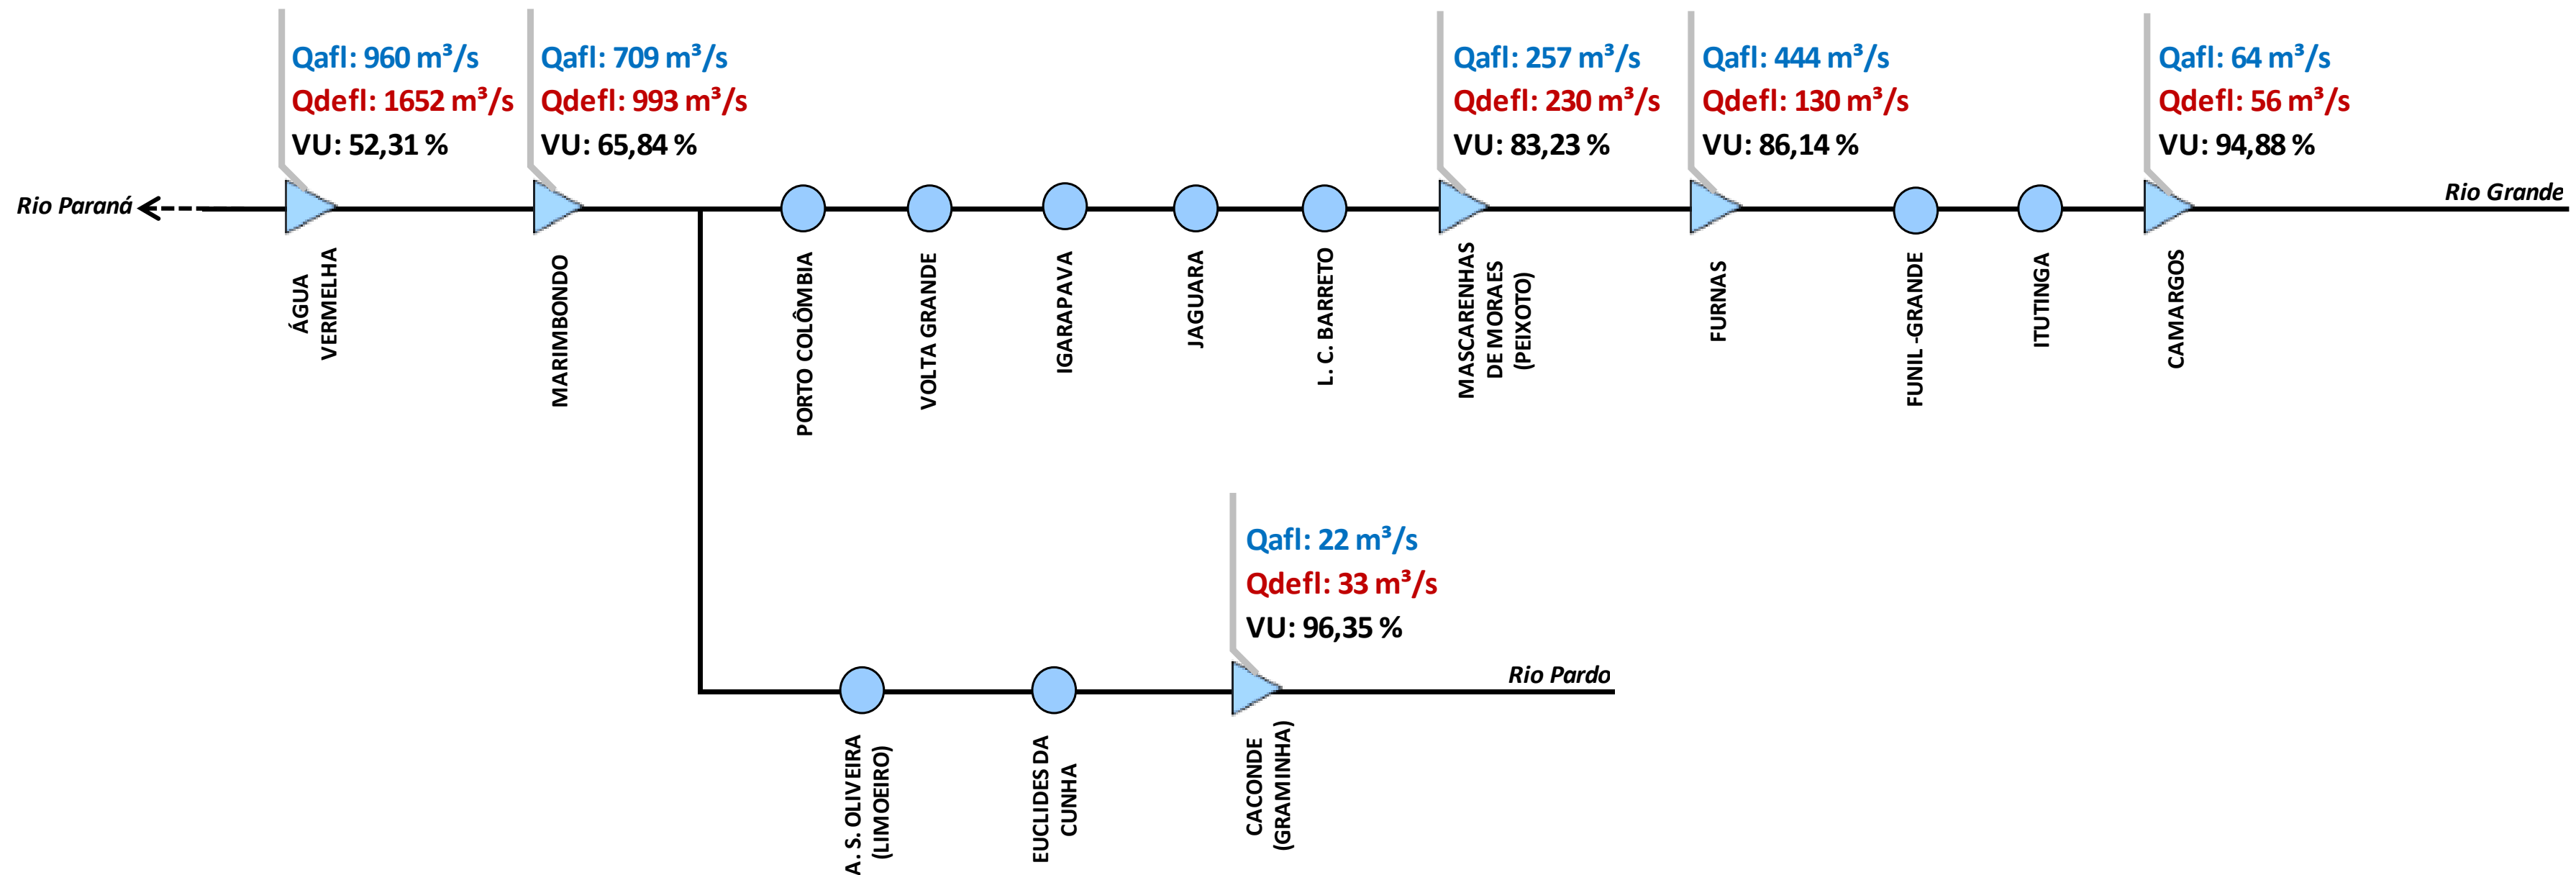 Qafl: 960 m³/s
Qdefl: 1652 m³/s
VU: 52,31 %
Qafl: 709 m³/s
Qdefl: 993 m³/s
VU: 65,84 %
Qafl: 257 m³/s
Qdefl: 230 m³/s
VU: 83,23 %
Qafl: 444 m³/s
Qdefl: 130 m³/s
VU: 86,14 %
Qafl: 64 m³/s
Qdefl: 56 m³/s
VU: 94,88 %
Rio Paraná
Rio Grande
ÁGUA
VERMELHA
MARIMBONDO
PORTO COLÔMBIA
VOLTA GRANDE
IGARAPAVA
JAGUARA
L. C. BARRETO
MASCARENHAS
DE MORAES
(PEIXOTO)
FURNAS
FUNIL -GRANDE
ITUTINGA
CAMARGOS
Qafl: 22 m³/s
Qdefl: 33 m³/s
VU: 96,35 %
Rio Pardo
A. S. OLIVEIRA
(LIMOEIRO)
EUCLIDES DA
CUNHA
CACONDE
(GRAMINHA)